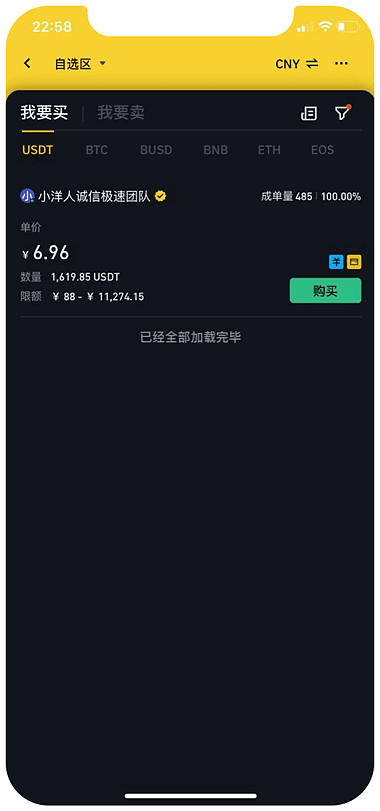 22:58
自选区 CNY
我要买 我要卖
USDT BTC BUSD BNB ETH EOS
小 小洋人诚信极速团队 成单量 485 100.00%
单价
¥ 6.96
数量 1,619.85 USDT
限额 ¥ 88 - ¥ 11,274.15
购买
已经全部加载完毕